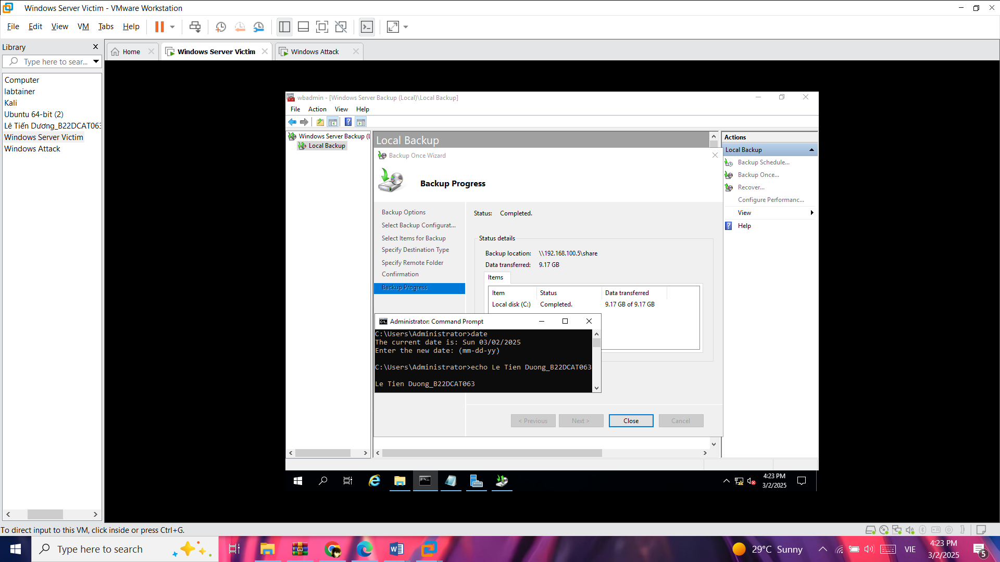 Windows Server Victim - VMware Workstation
File Edit View VM Tabs Help
Library
Type here to sear...
Computer
labtainer
Kali
Ubuntu 64-bit (2)
Lê Tiến Dương_B22DCAT063
Windows Server Victim
Windows Attack
Home
Windows Server Victim
Windows Attack
wbadmin - [Windows Server Backup (Local)\Local Backup]
File Action View Help
Windows Server Backup (L
Local Backup
Local Backup
Backup Once Wizard
Backup Progress
Backup Options
Select Backup Configurat...
Select Items for Backup
Specify Destination Type
Specify Remote Folder
Confirmation
Backup Progress
Status: Completed.
Status details
Backup location: \\192.168.100.5\share
Data transferred: 9.17 GB
Items
Item Status Data transferred
Local disk (C:) Completed. 9.17 GB of 9.17 GB
Administrator: Command Prompt
C:\Users\Administrator>date
The current date is: Sun 03/02/2025
Enter the new date: (mm-dd-yy)
C:\Users\Administrator>echo Le Tien Duong_B22DCAT063
Le Tien Duong_B22DCAT063
< Previous Next > Close Cancel
Actions
Local Backup
Backup Schedule...
Backup Once...
Recover...
Configure Performanc...
View
Help
4:23 PM
3/2/2025
To direct input to this VM, click inside or press Ctrl+G.
Type here to search
29°C Sunny
VIE
4:23 PM
3/2/2025
5